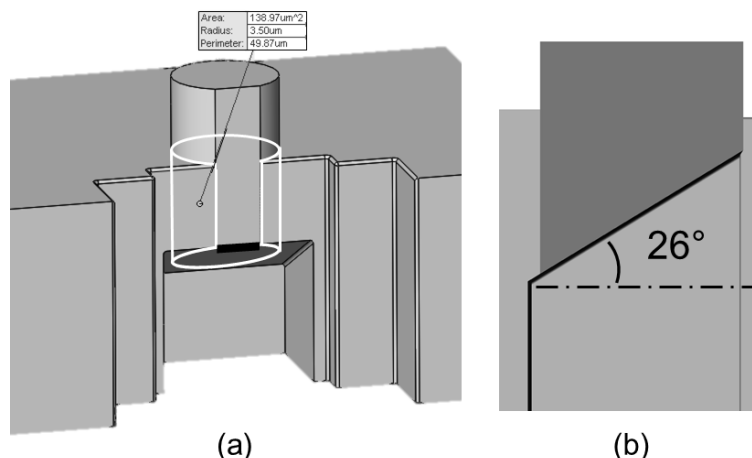 Area: 138.97um^2
Radius: 3.50um
Perimeter: 49.87um
26°
(a)
(b)